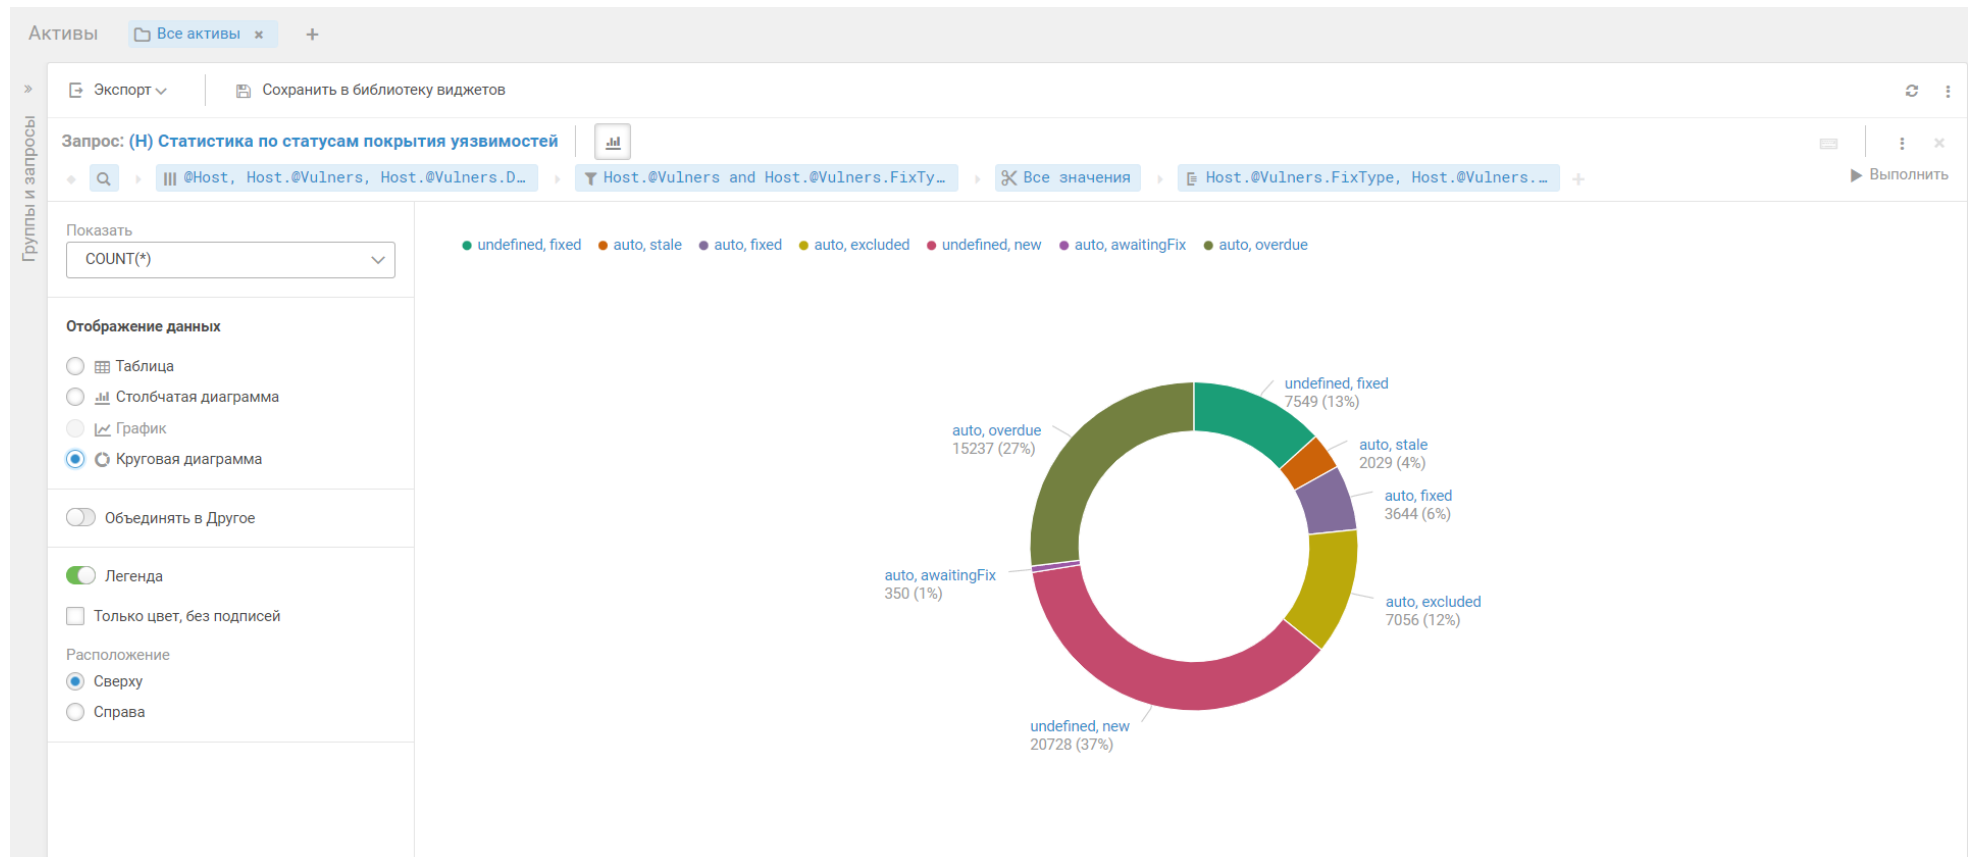 Активы
Все активы
Экспорт
Сохранить в библиотеку виджетов
Группы и запросы
Запрос: (Н) Статистика по статусам покрытия уязвимостей
@Host, Host.@Vulners, Host.@Vulners.D…
Host.@Vulners and Host.@Vulners.FixTy…
Все значения
Host.@Vulners.FixType, Host.@Vulners.…
Выполнить
Показать
COUNT(*)
Отображение данных
Таблица
Столбчатая диаграмма
График
Круговая диаграмма
Объединять в Другое
Легенда
Только цвет, без подписей
Расположение
Сверху
Справа
undefined, fixed
auto, stale
auto, fixed
auto, excluded
undefined, new
auto, awaitingFix
auto, overdue
undefined, fixed
7549 (13%)
auto, stale
2029 (4%)
auto, fixed
3644 (6%)
auto, excluded
7056 (12%)
undefined, new
20728 (37%)
auto, awaitingFix
350 (1%)
auto, overdue
15237 (27%)